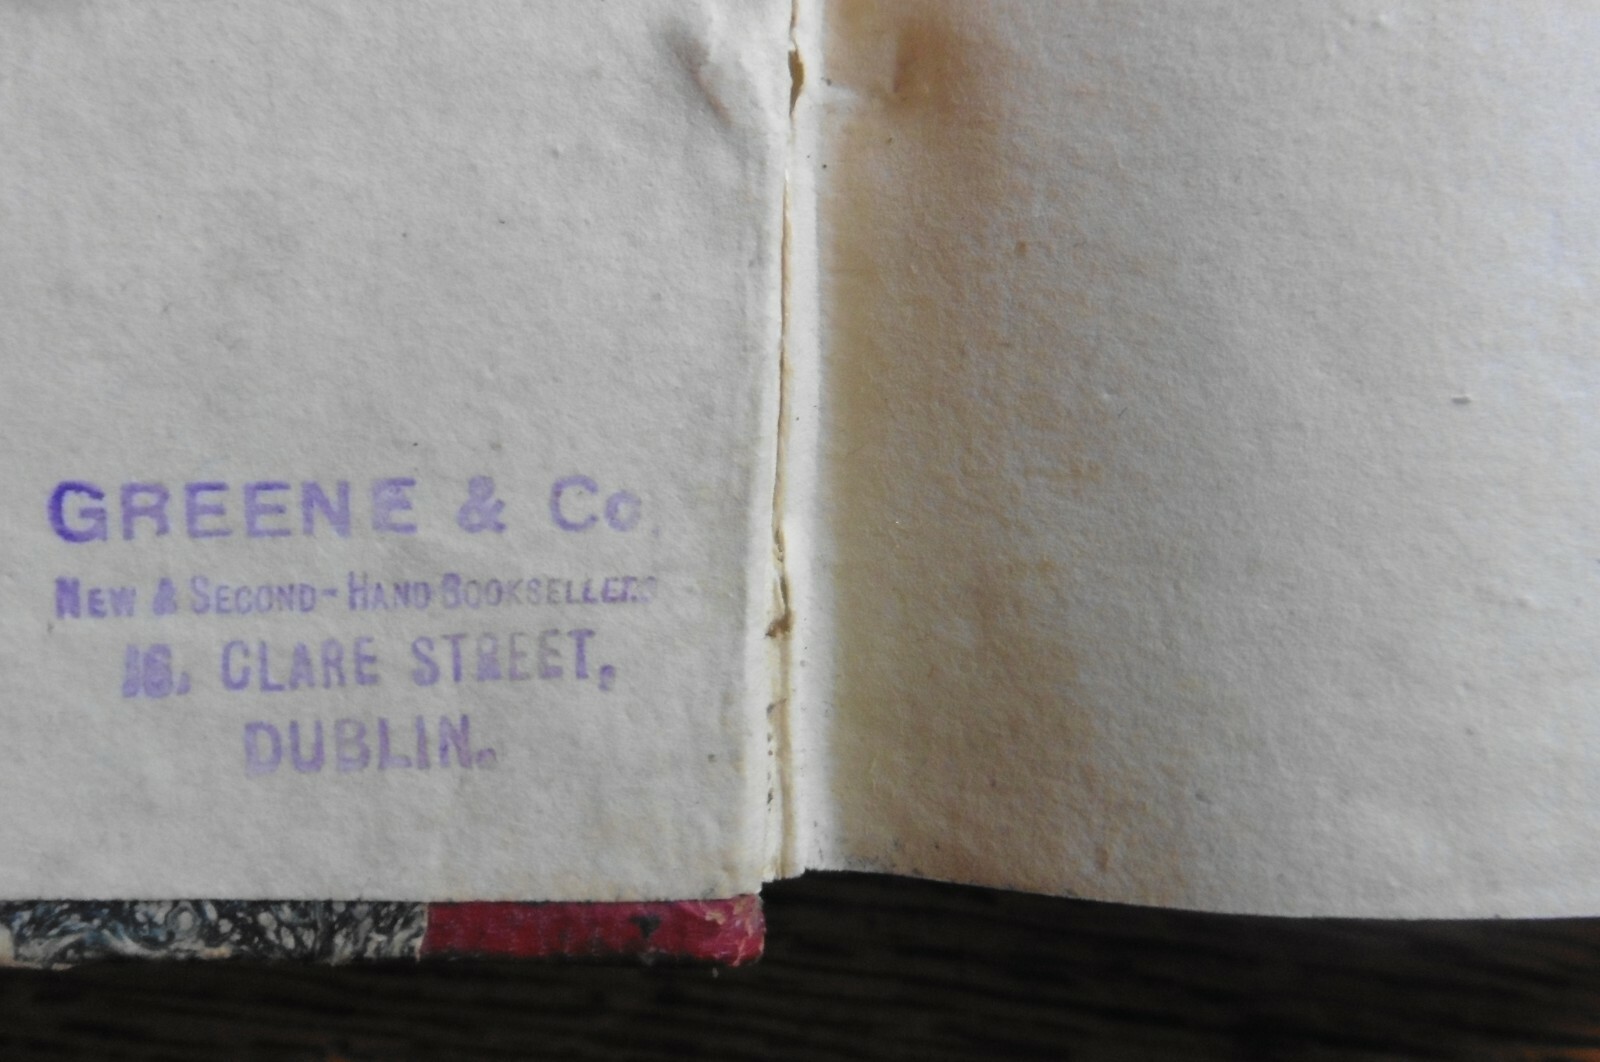 GREENE & Co.
NEW & SECOND-HAND BOOKSELLERS
16, CLARE STREET,
DUBLIN.